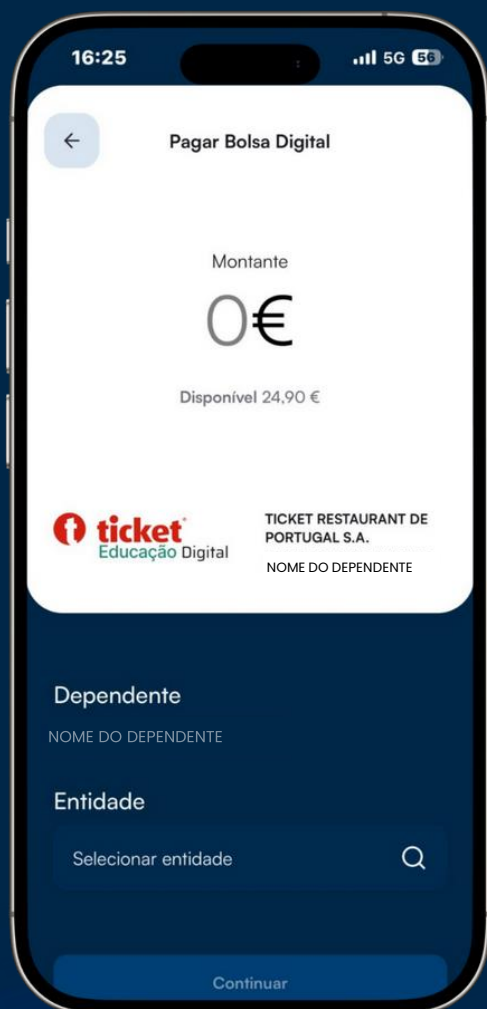 16:25
5G 56
Pagar Bolsa Digital
Montante
0€
Disponível 24,90 €
ticket
Educação Digital
TICKET RESTAURANT DE
PORTUGAL S.A.
NOME DO DEPENDENTE
Dependente
NOME DO DEPENDENTE
Entidade
Selecionar entidade
Continuar